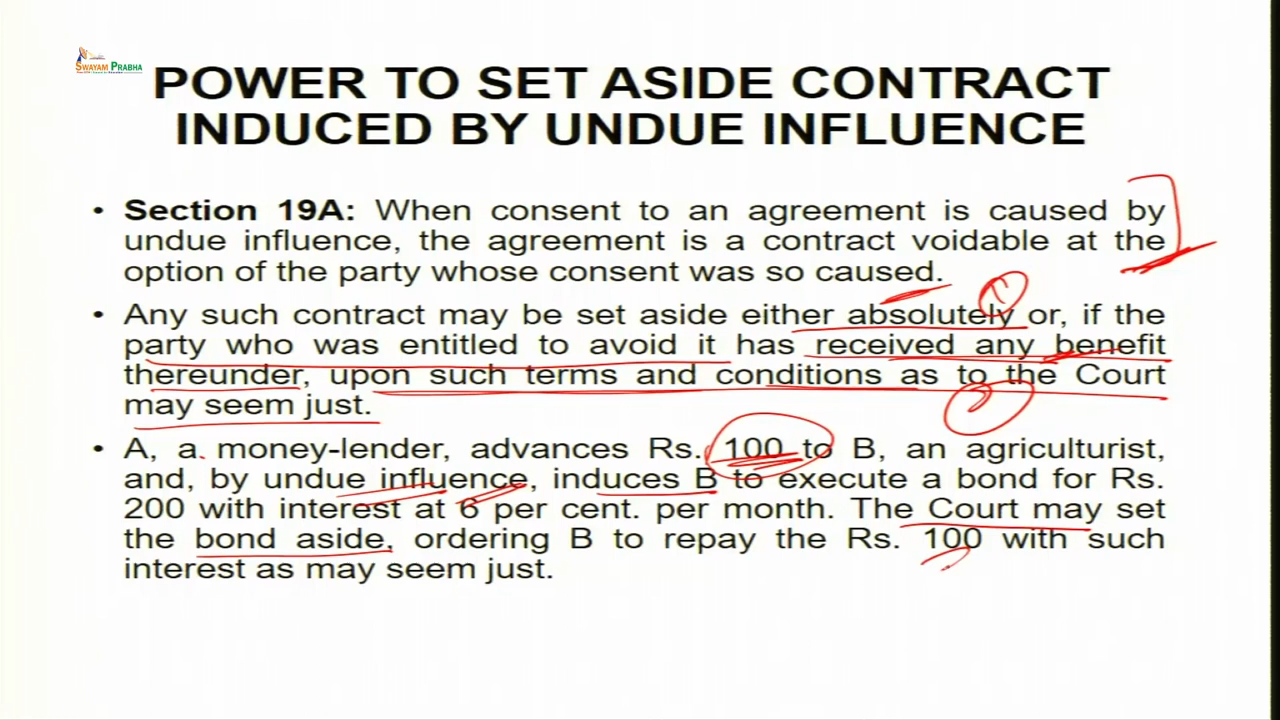 SWAYAM PRABHA
POWER TO SET ASIDE CONTRACT
INDUCED BY UNDUE INFLUENCE
• Section 19A: When consent to an agreement is caused by
undue influence, the agreement is a contract voidable at the
option of the party whose consent was so caused.
• Any such contract may be set aside either absolutely or, if the
party who was entitled to avoid it has received any benefit
thereunder, upon such terms and conditions as to the Court
may seem just.
• A, a money-lender, advances Rs. 100 to B, an agriculturist,
and, by undue influence, induces B to execute a bond for Rs.
200 with interest at 6 per cent. per month. The Court may set
the bond aside, ordering B to repay the Rs. 100 with such
interest as may seem just.